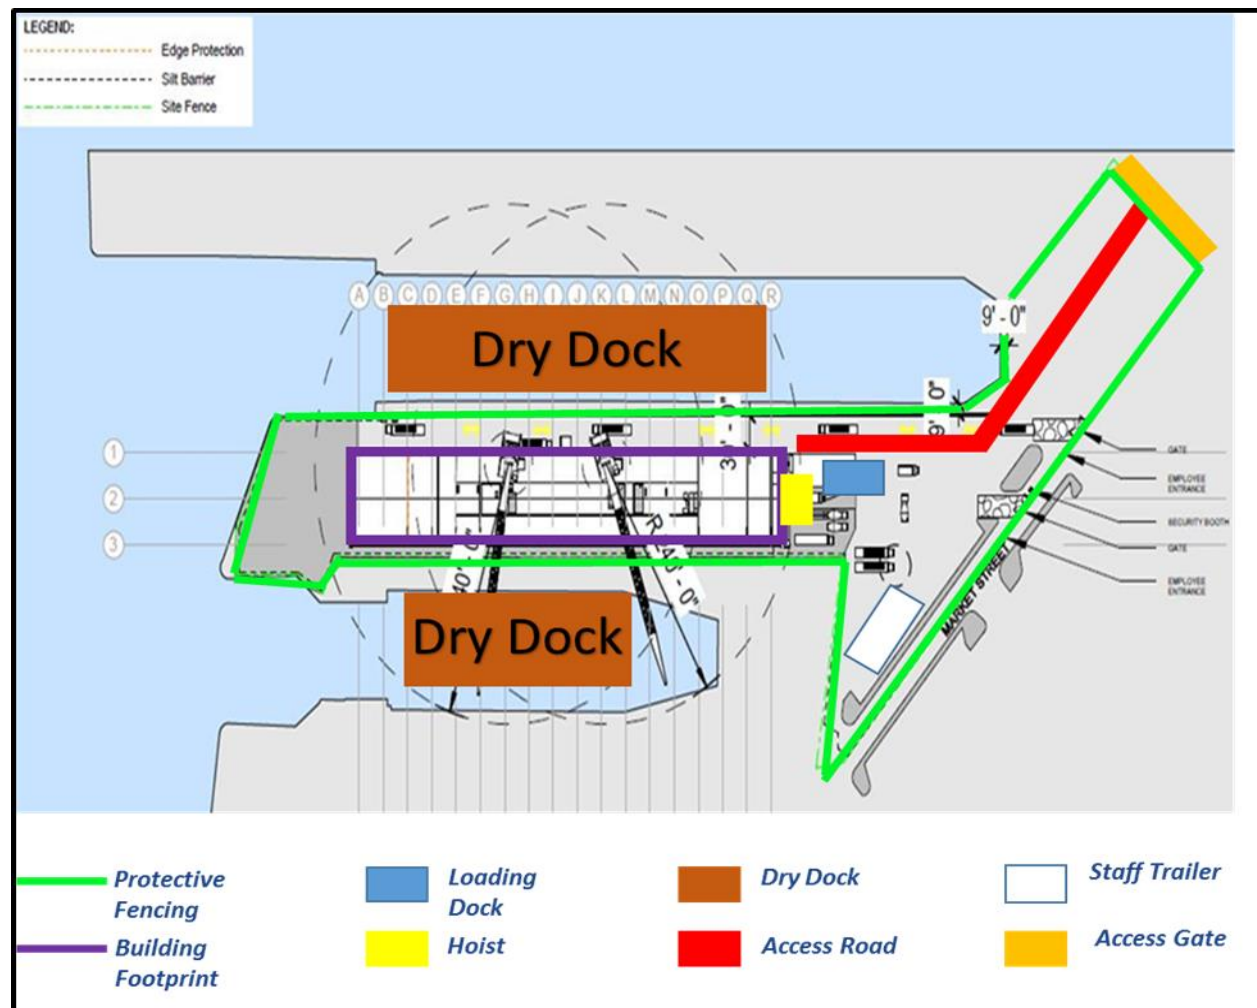 LEGEND:
Edge Protection
Silt Barrier
Site Fence
A B C D E F G H I J K L M N O P Q R
9' - 0"
Dry Dock
9' 0"
1
2
3
GATE
EMPLOYEE
ENTRANCE
SECURITY BOOTH
GATE
EMPLOYEE
ENTRANCE
MARKET STREET
Dry Dock
Protective
Fencing
Loading
Dock
Dry Dock
Staff Trailer
Building
Footprint
Hoist
Access Road
Access Gate